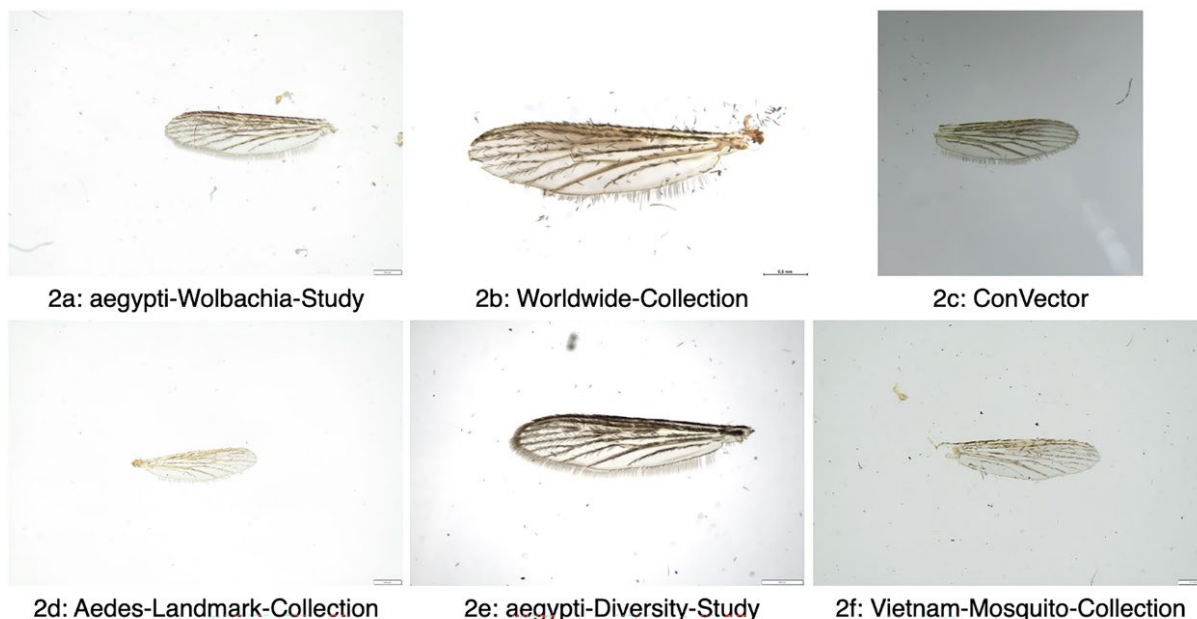 2a: aegypti-Wolbachia-Study
2b: Worldwide-Collection
2c: ConVector
2d: Aedes-Landmark-Collection
2e: aegypti-Diversity-Study
2f: Vietnam-Mosquito-Collection